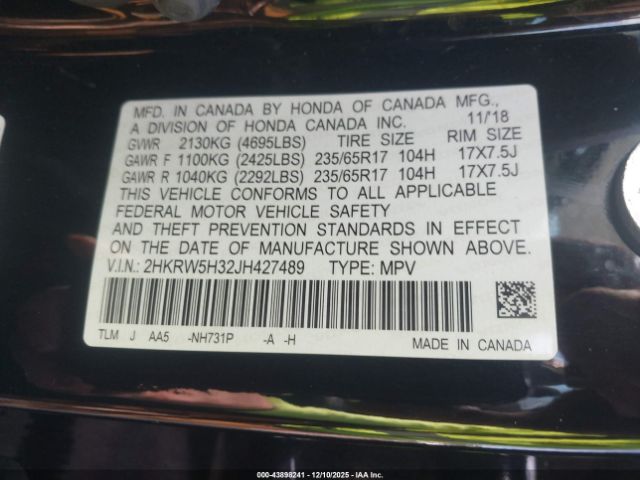 MFD. IN CANADA BY HONDA OF CANADA MFG.,
A DIVISION OF HONDA CANADA INC. 11/18
GVWR 2130KG (4695LBS) TIRE SIZE RIM SIZE
GAWR F 1100KG (2425LBS) 235/65R17 104H 17X7.5J
GAWR R 1040KG (2292LBS) 235/65R17 104H 17X7.5J
THIS VEHICLE CONFORMS TO ALL APPLICABLE
FEDERAL MOTOR VEHICLE SAFETY
AND THEFT PREVENTION STANDARDS IN EFFECT
ON THE DATE OF MANUFACTURE SHOWN ABOVE.
V.I.N.: 2HKRW5H32JH427489 TYPE: MPV
TLM J AA5 -NH731P -A -H MADE IN CANADA
000-43898241 - 12/10/2025 - IAA Inc.